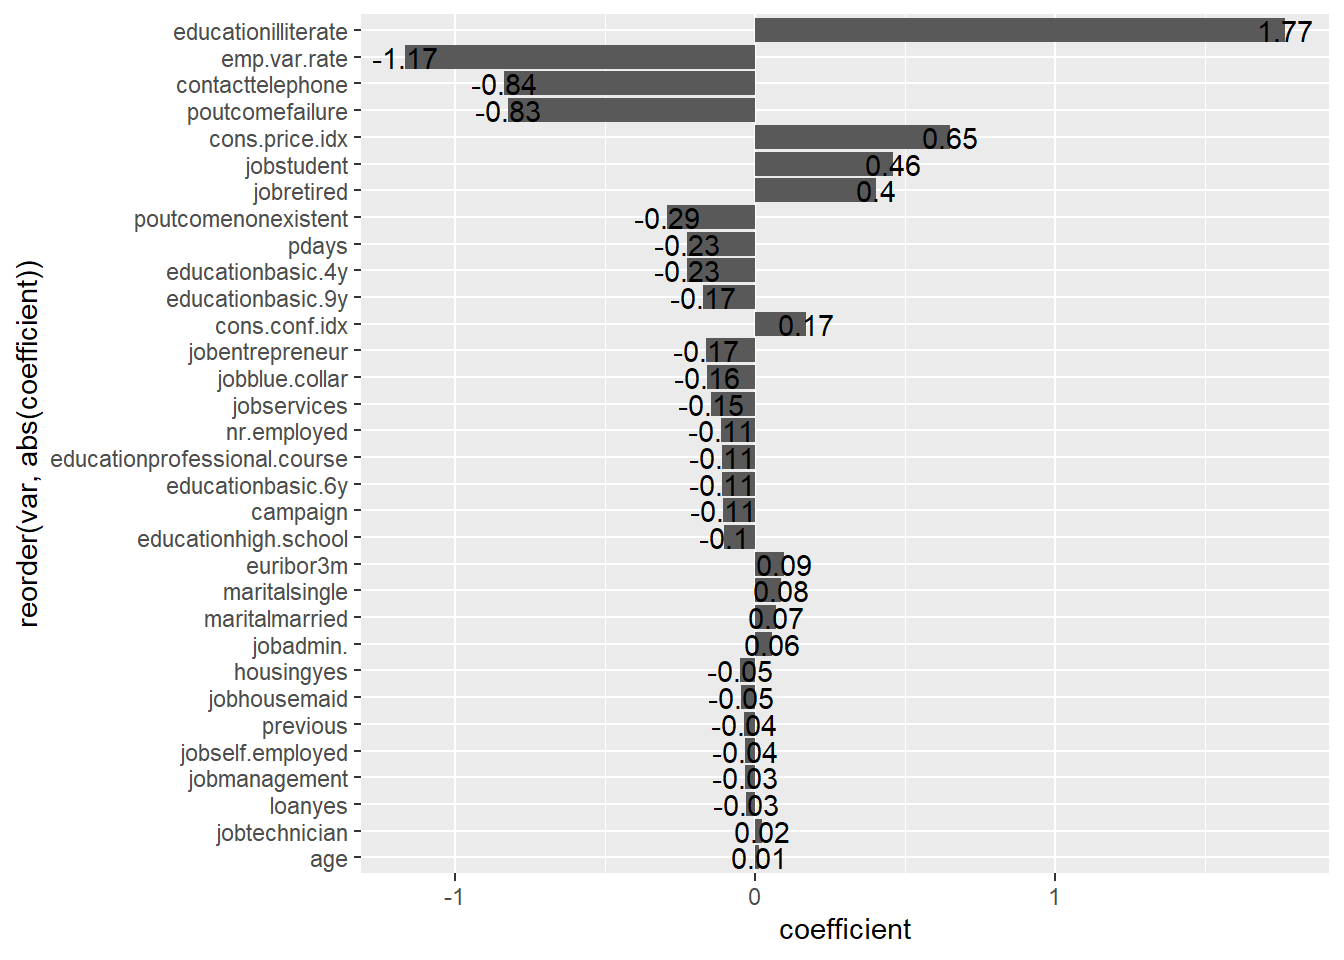 educationilliterate 1.77
emp.var.rate -1.17
contacttelephone -0.84
poutcomefailure -0.83
cons.price.idx 0.65
jobstudent 0.46
jobretired 0.4
poutcomenonexistent -0.29
pdays -0.23
educationbasic.4y -0.23
educationbasic.9y -0.17
cons.conf.idx 0.17
jobentrepreneur -0.17
jobblue.collar -0.16
jobservices -0.15
nr.employed -0.11
educationprofessional.course -0.11
educationbasic.6y -0.11
campaign -0.11
educationhigh.school -0.1
euribor3m 0.09
maritalsingle 0.08
maritalmarried 0.07
jobadmin. 0.06
housingyes -0.05
jobhousemaid -0.05
previous -0.04
jobself.employed -0.04
jobmanagement -0.03
loanyes -0.03
jobtechnician 0.02
age 0.01
-1 0 1
coefficient
reorder(var, abs(coefficient))